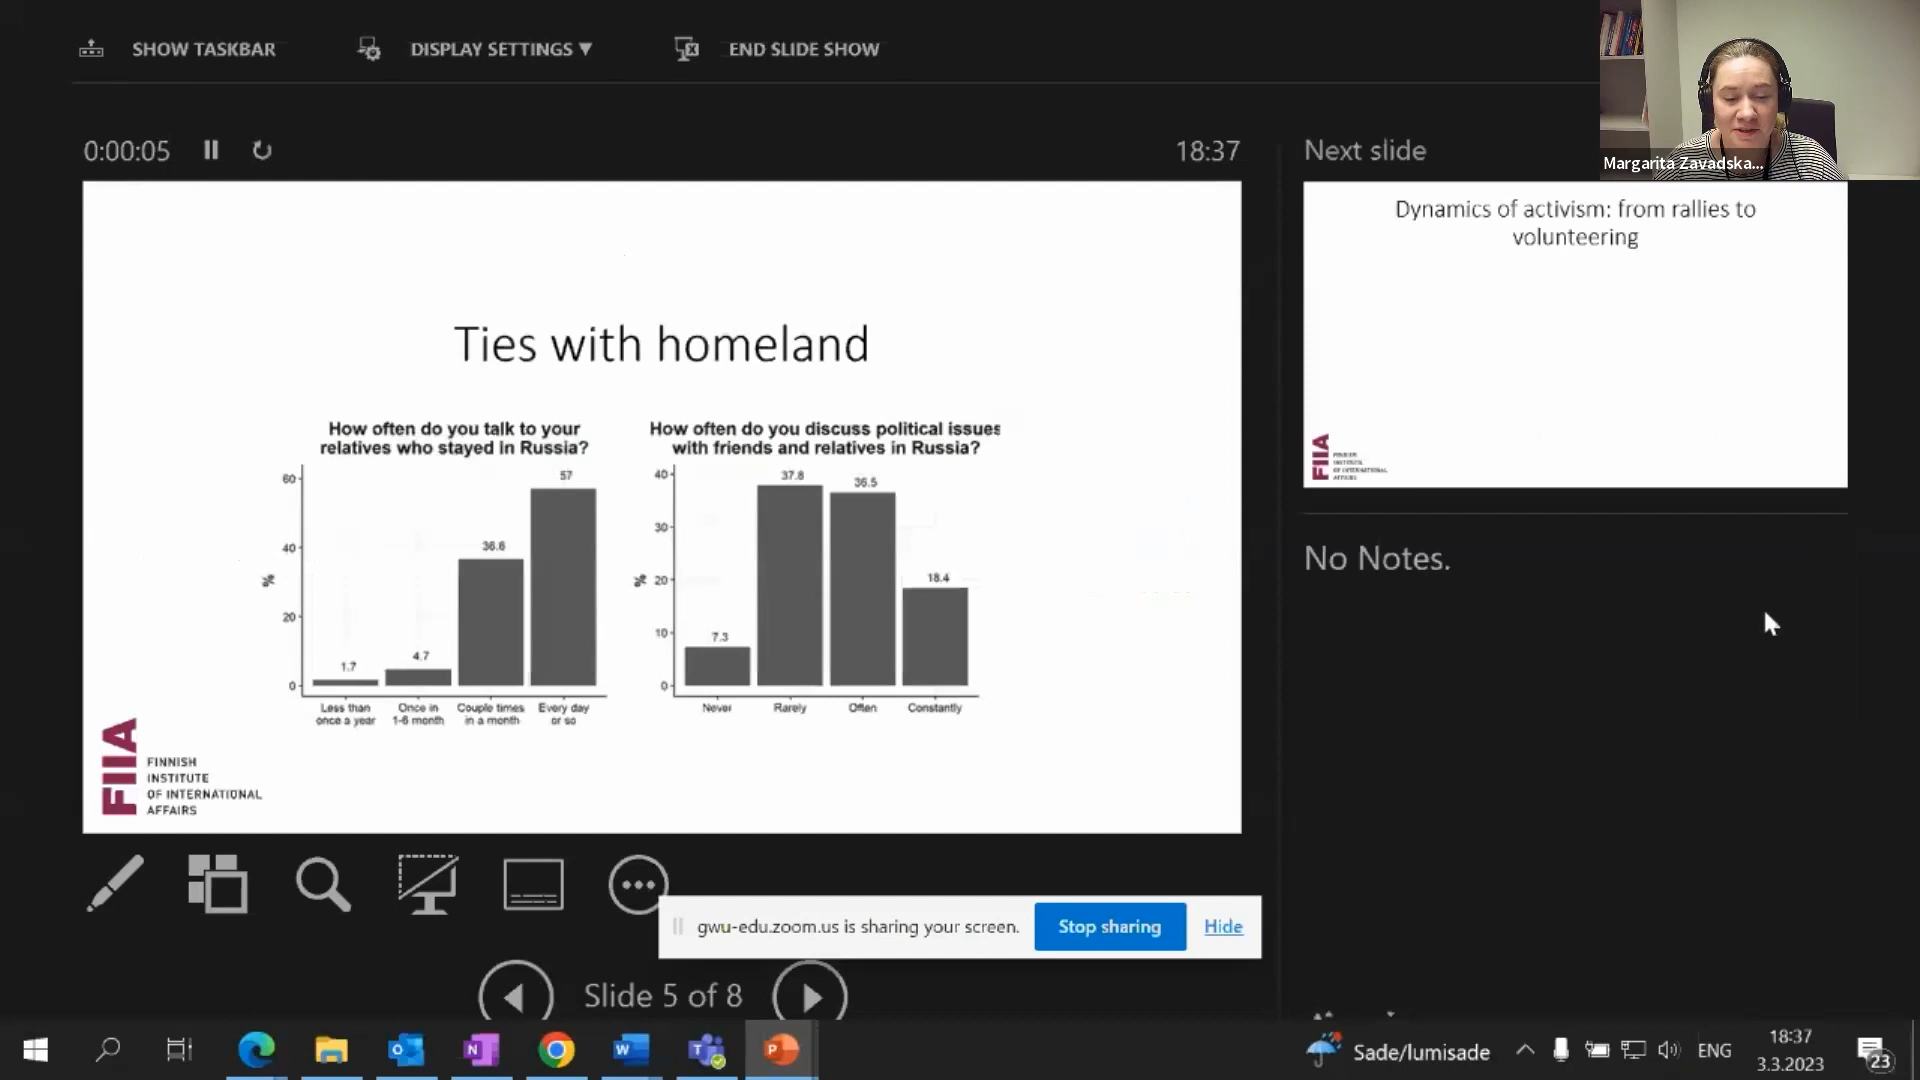 SHOW TASKBAR
DISPLAY SETTINGS ▼
END SLIDE SHOW
Margarita Zavadska...
0:00:05
18:37
Next slide
Ties with homeland
How often do you talk to your
relatives who stayed in Russia?
%
60
40
20
0
1.7
4.7
36.6
57
Less than
once a year
Once in
1-6 month
Couple times
in a month
Every day
or so
How often do you discuss political issues
with friends and relatives in Russia?
%
40
30
20
10
0
7.3
37.8
36.5
18.4
Never
Rarely
Often
Constantly
FIIA
FINNISH
INSTITUTE
OF INTERNATIONAL
AFFAIRS
Dynamics of activism: from rallies to
volunteering
FIIA
FINNISH
INSTITUTE
OF INTERNATIONAL
AFFAIRS
No Notes.
gwu-edu.zoom.us is sharing your screen.
Stop sharing
Hide
Slide 5 of 8
Sade/lumisade
ENG
18:37
3.3.2023
23